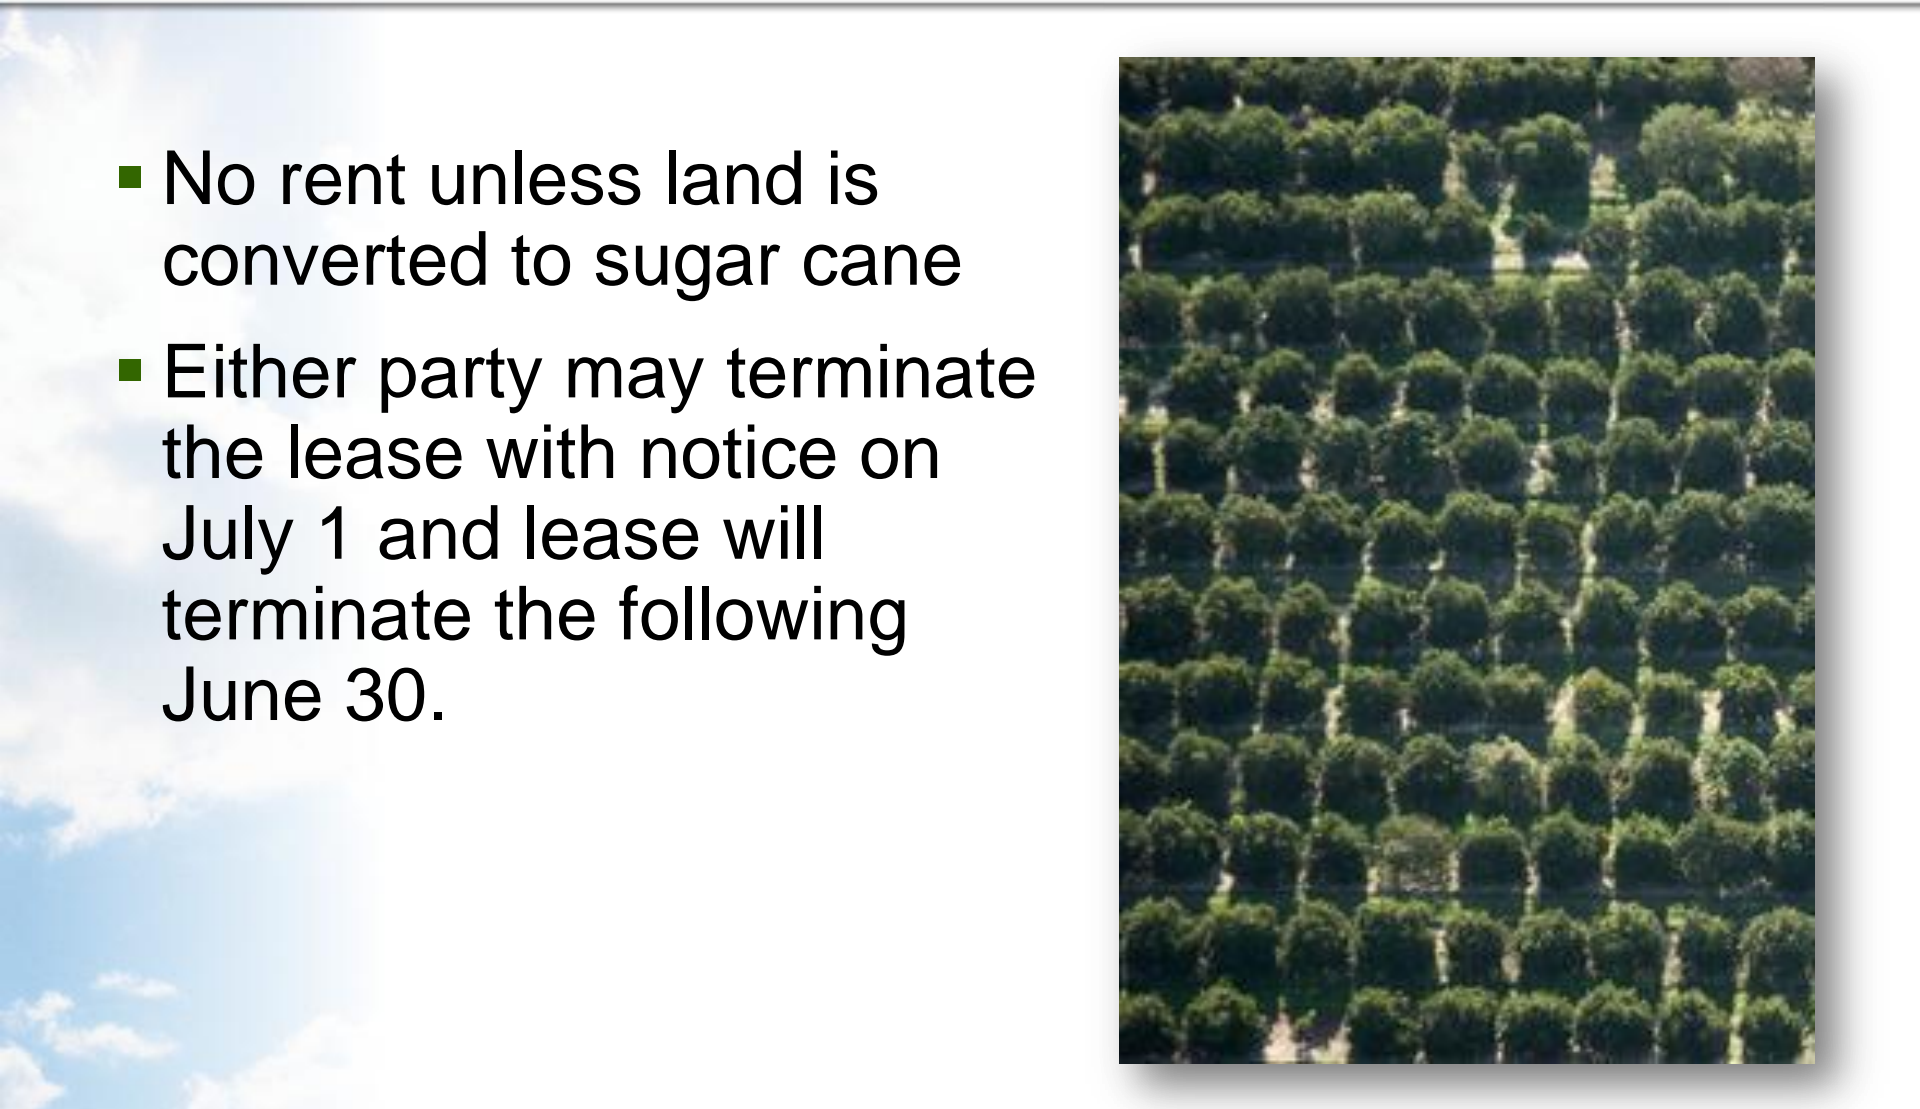 No rent unless land is
converted to sugar cane
Either party may terminate
the lease with notice on
July 1 and lease will
terminate the following
June 30.